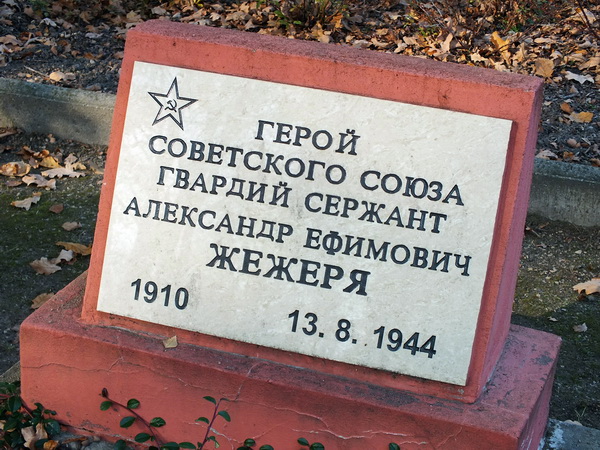 ГЕРОЙ
СОВЕТСКОГО СОЮЗА
ГВАРДИЙ СЕРЖАНТ
АЛЕКСАНДР ЕФИМОВИЧ
ЖЕЖЕРЯ
1910 13. 8. 1944